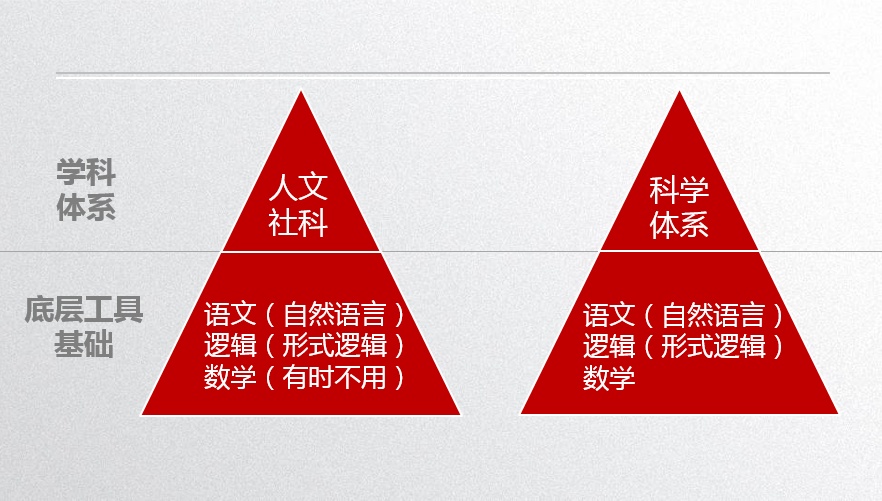 学科
体系
人文
社科
科学
体系
底层工具
基础
语文（自然语言）
逻辑（形式逻辑）
数学（有时不用）
语文（自然语言）
逻辑（形式逻辑）
数学